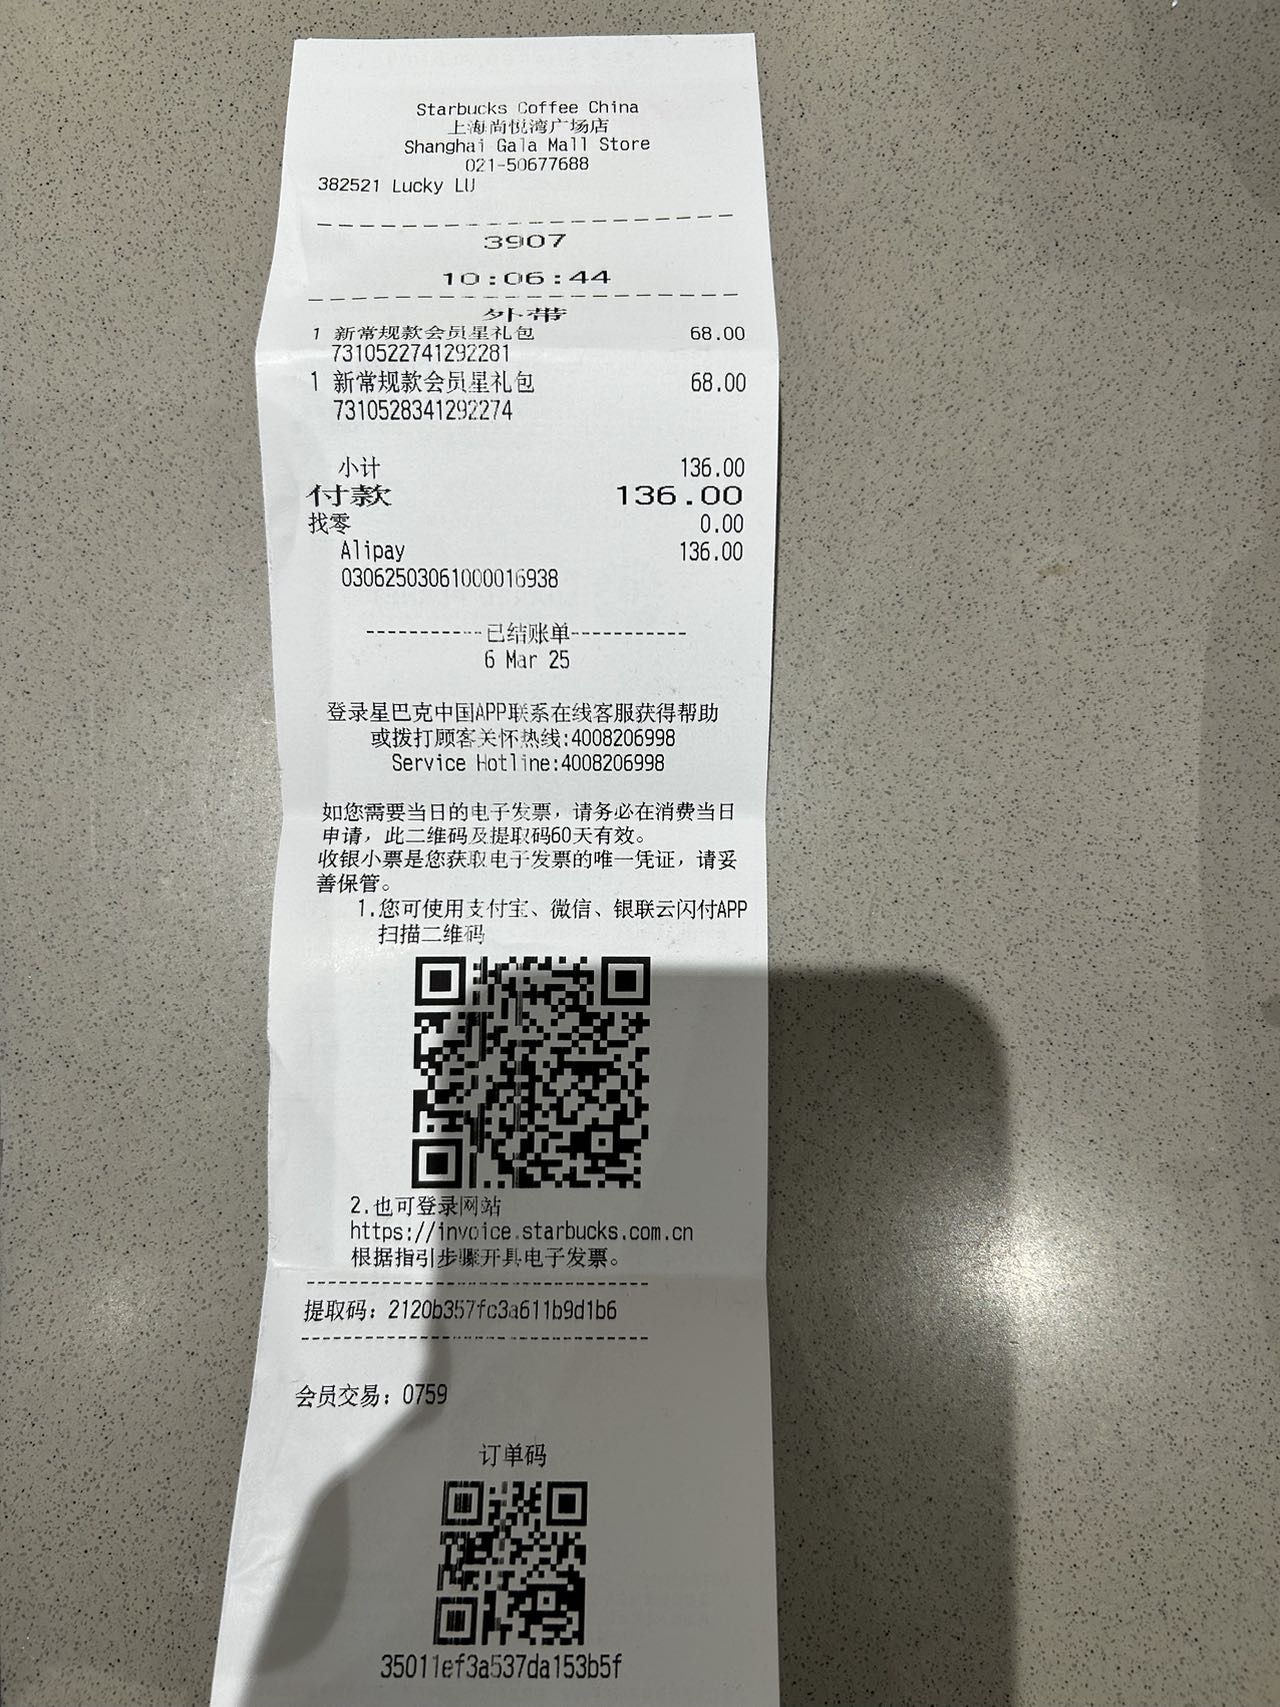 Starbucks Coffee China
上海尚悦湾广场店
Shanghai Gala Mall Store
021-50677688
382521 Lucky LU
3907
10:06:44
外带
1 新常规款会员星礼包 68.00
7310522741292281
1 新常规款会员星礼包 68.00
7310528341292274
小计 136.00
付款 136.00
找零 0.00
Alipay 136.00
03062503061000016938
-----------已结账单-----------
6 Mar 25
登录星巴克中国APP联系在线客服获得帮助
或拨打顾客关怀热线:4008206998
Service Hotline:4008206998
如您需要当日的电子发票，请务必在消费当日
申请，此二维码及提取码60天有效。
收银小票是您获取电子发票的唯一凭证，请妥
善保管。
1.您可使用支付宝、微信、银联云闪付APP
扫描二维码
2.也可登录网站
https://invoice.starbucks.com.cn
根据指引步骤开具电子发票。
提取码：2120b357fc3a611b9d1b6
会员交易：0759
订单码
35011ef3a537da153b5f